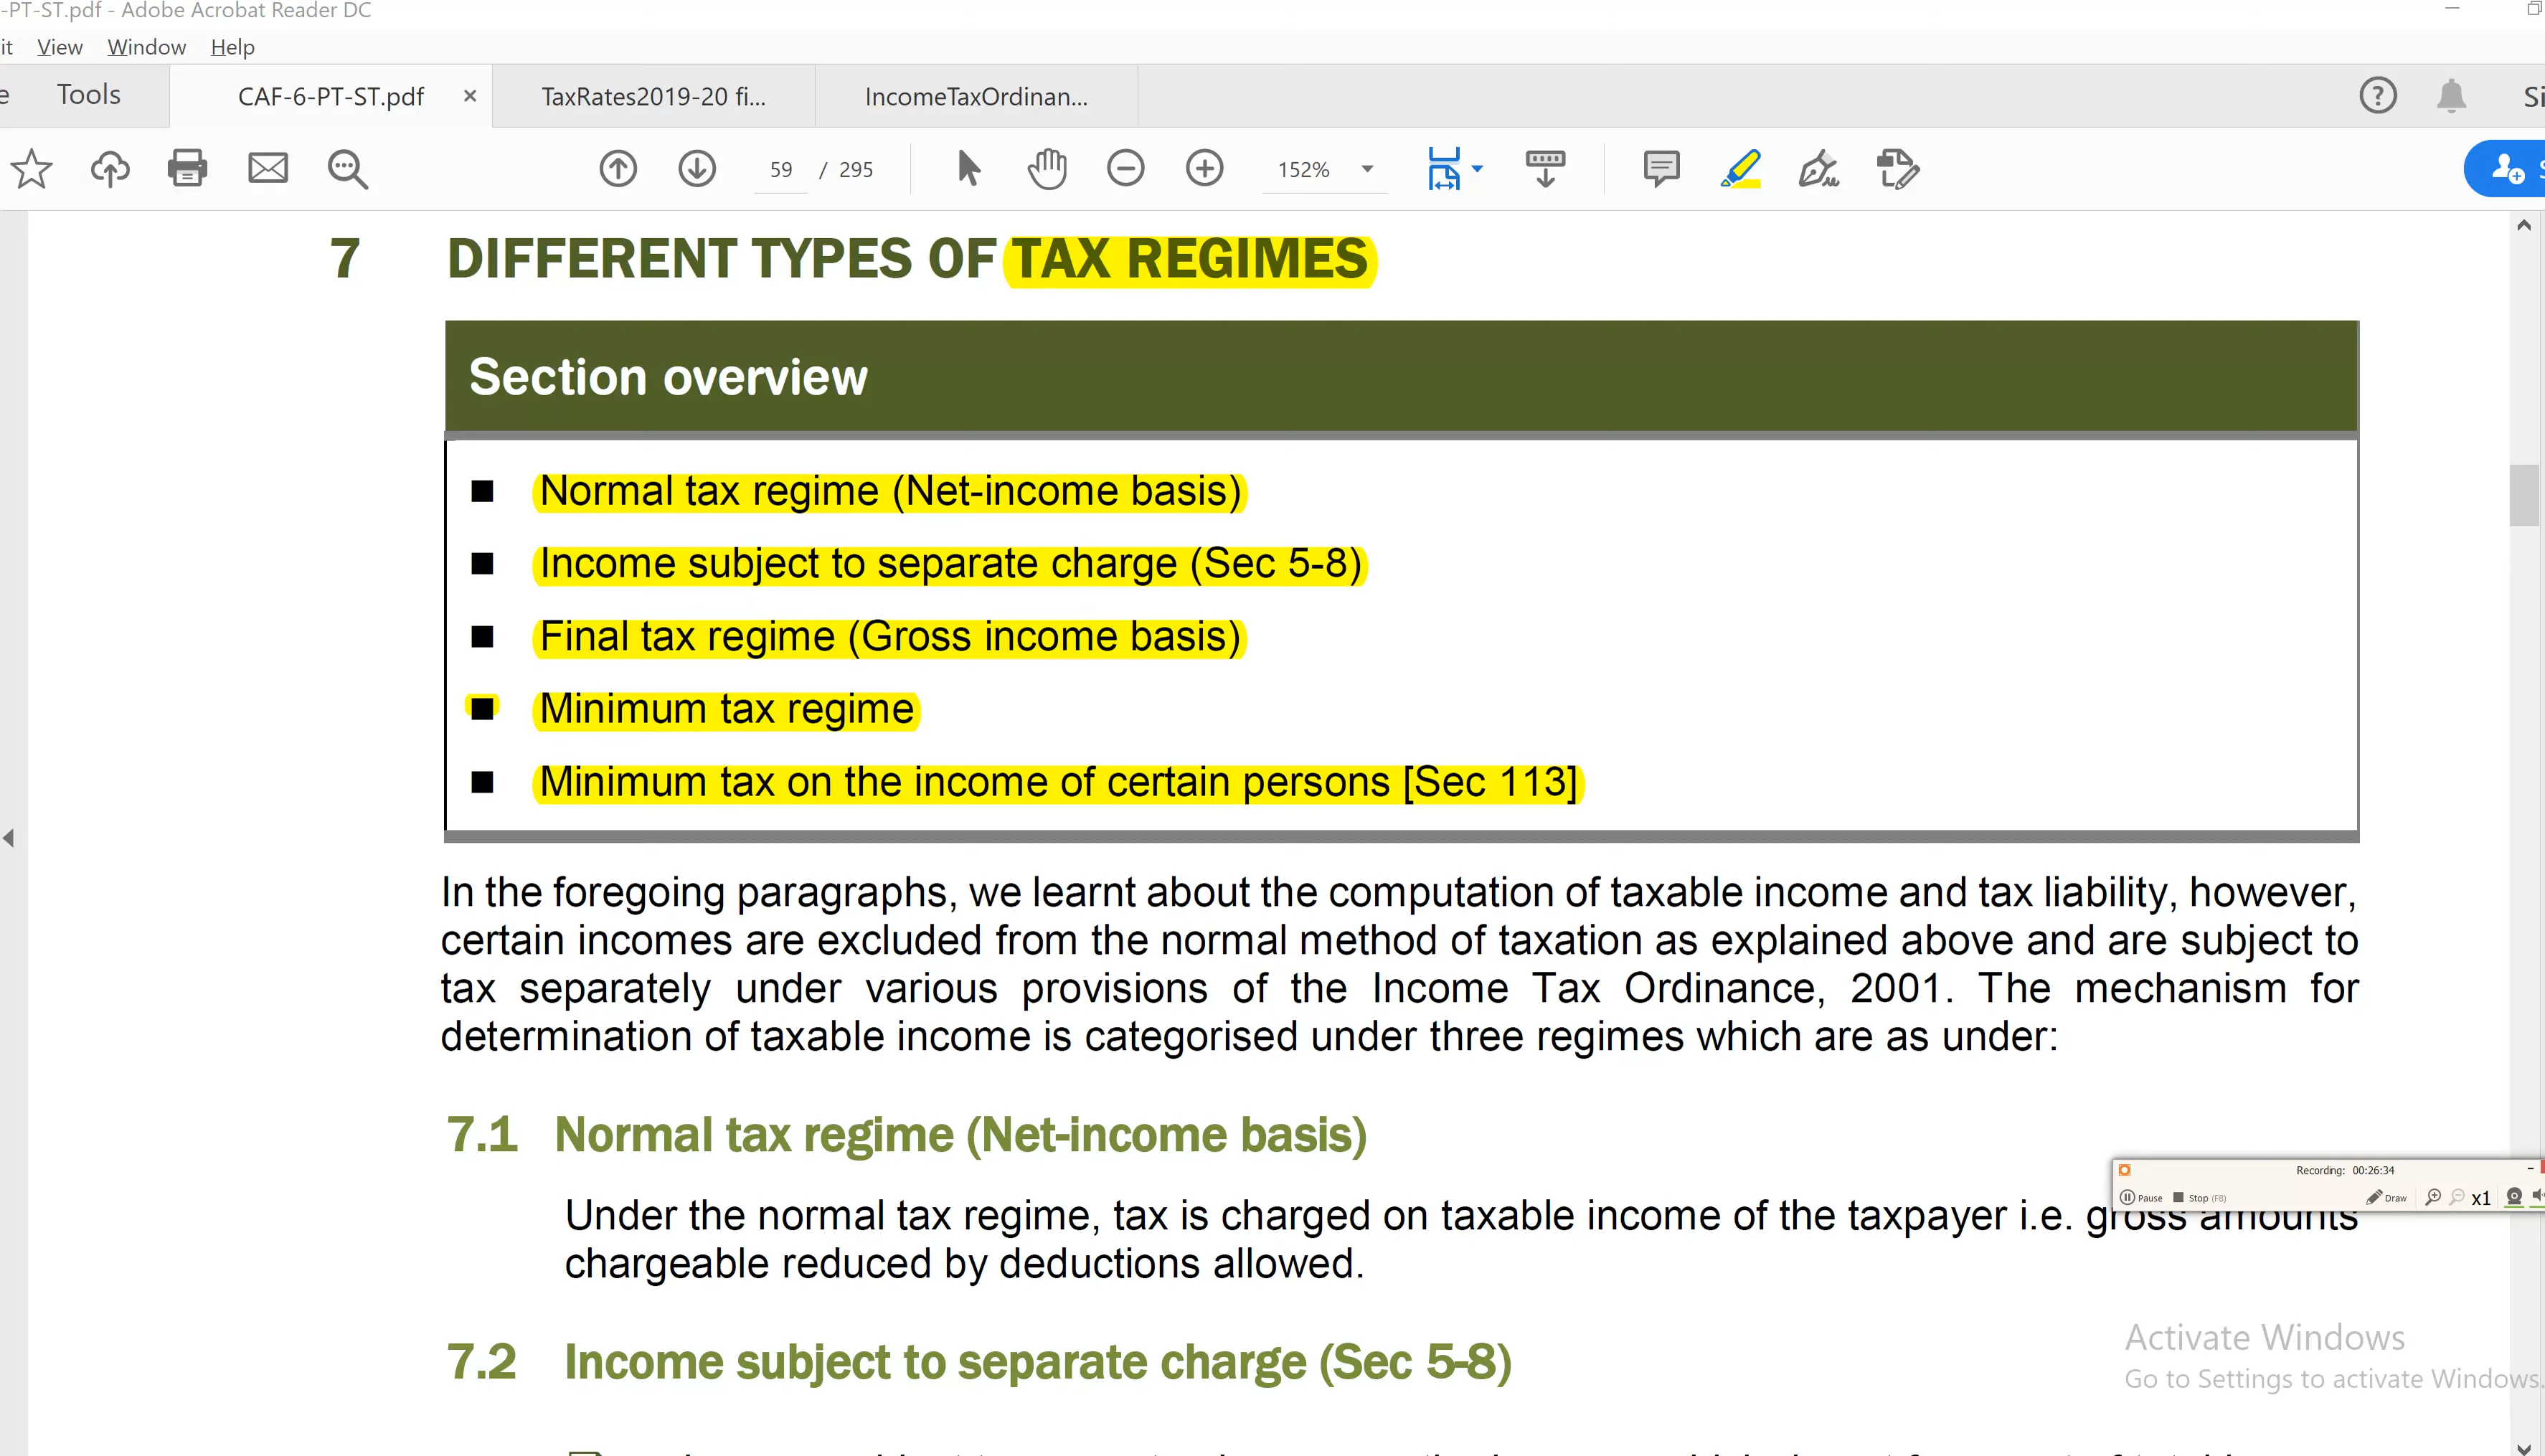 -PT-ST.pdf - Adobe Acrobat Reader DC
it View Window Help
e Tools CAF-6-PT-ST.pdf × TaxRates2019-20 fi... IncomeTaxOrdinan... ? Si
59 / 295 152%
7 DIFFERENT TYPES OF TAX REGIMES
Section overview
■ Normal tax regime (Net-income basis)
■ Income subject to separate charge (Sec 5-8)
■ Final tax regime (Gross income basis)
■ Minimum tax regime
■ Minimum tax on the income of certain persons [Sec 113]
In the foregoing paragraphs, we learnt about the computation of taxable income and tax liability, however,
certain incomes are excluded from the normal method of taxation as explained above and are subject to
tax separately under various provisions of the Income Tax Ordinance, 2001. The mechanism for
determination of taxable income is categorised under three regimes which are as under:
7.1 Normal tax regime (Net-income basis)
Recording: 00:26:34
Pause Stop (F8) Draw x1
Under the normal tax regime, tax is charged on taxable income of the taxpayer i.e. gross amounts
chargeable reduced by deductions allowed.
Activate Windows
7.2 Income subject to separate charge (Sec 5-8)
Go to Settings to activate Windows.